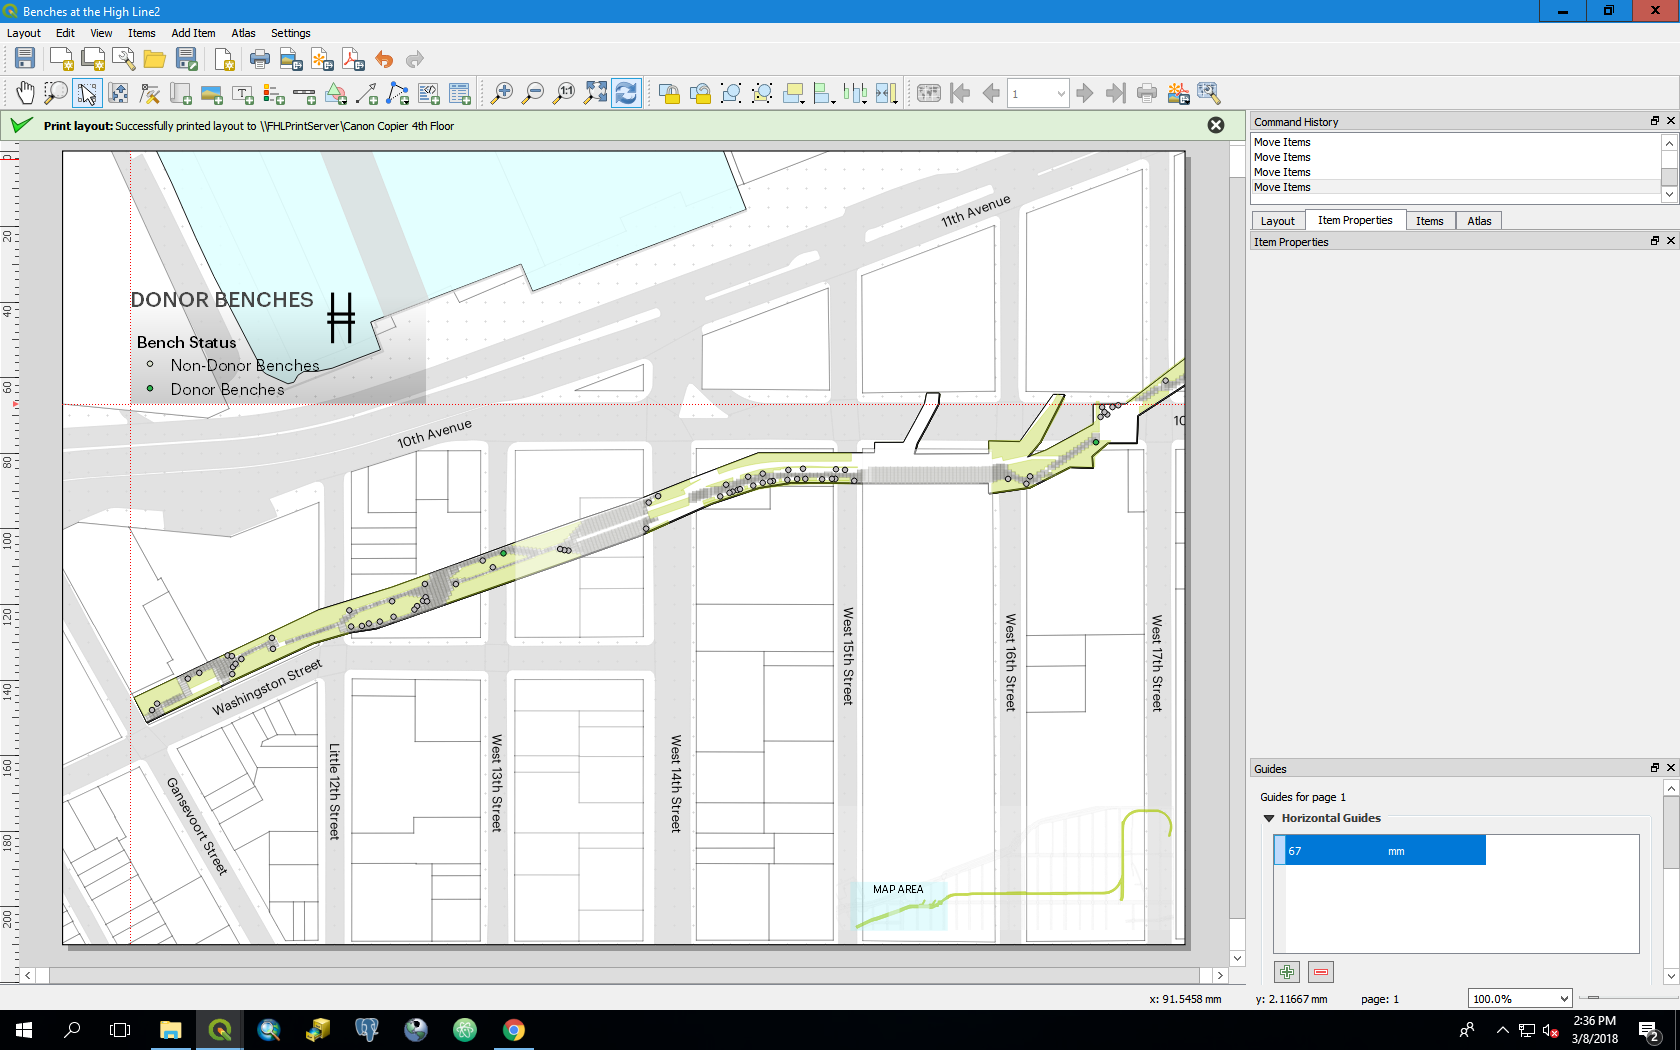 Benches at the High Line2
Layout Edit View Items Add Item Atlas Settings
1:1
1
Print layout: Successfully printed layout to \\FHLPrintServer\Canon Copier 4th Floor
Command History
Move Items
Move Items
Move Items
Move Items
Layout Item Properties Items Atlas
Item Properties
0
20
40
60
80
100
120
140
160
180
200
11th Avenue
DONOR BENCHES
Bench Status
Non-Donor Benches
Donor Benches
10th Avenue
10
Washingston Street
Gansevoort Street
Little 12th Street
West 13th Street
West 14th Street
West 15th Street
West 16th Street
West 17th Street
MAP AREA
Guides
Guides for page 1
Horizontal Guides
67 mm
x: 91.5458 mm y: 2.11667 mm page: 1 100.0%
2:36 PM
3/8/2018
2